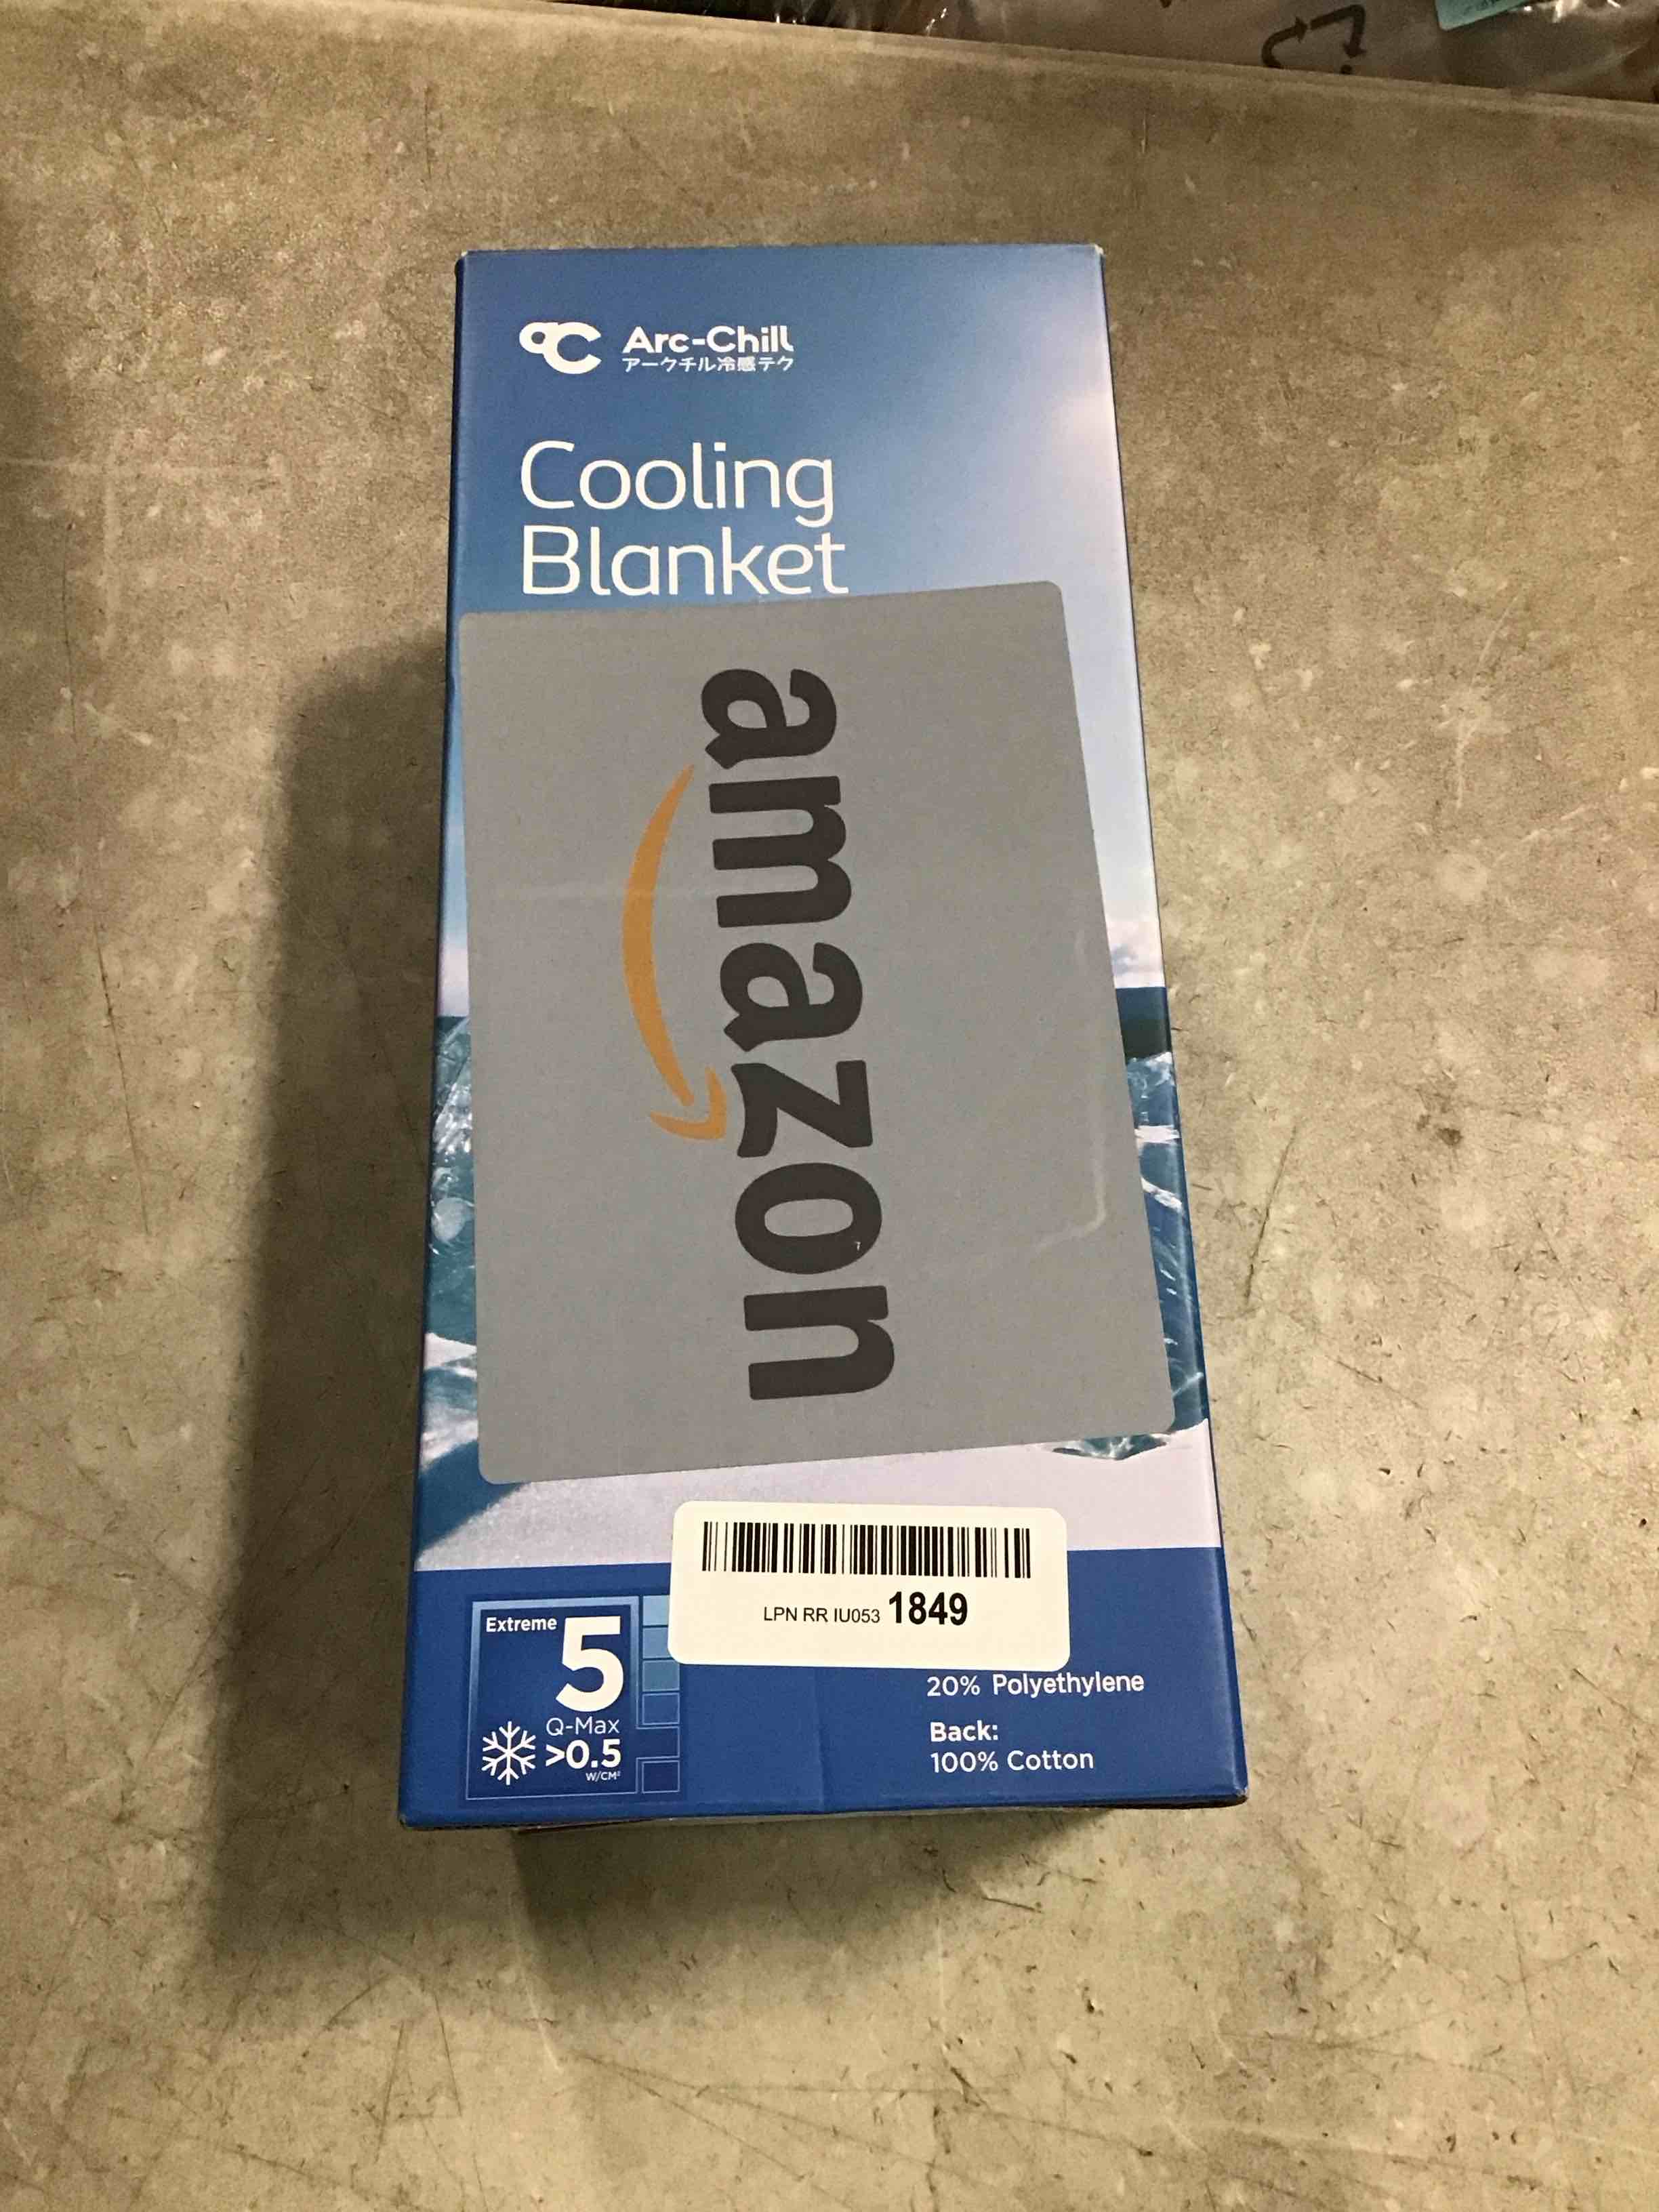 Arc-Chill
アークチル冷感テク
Cooling
Blanket
amazon
LPN RR IU053 1849
Extreme 5
Q-Max
>0.5
W/CM²
20% Polyethylene
Back:
100% Cotton